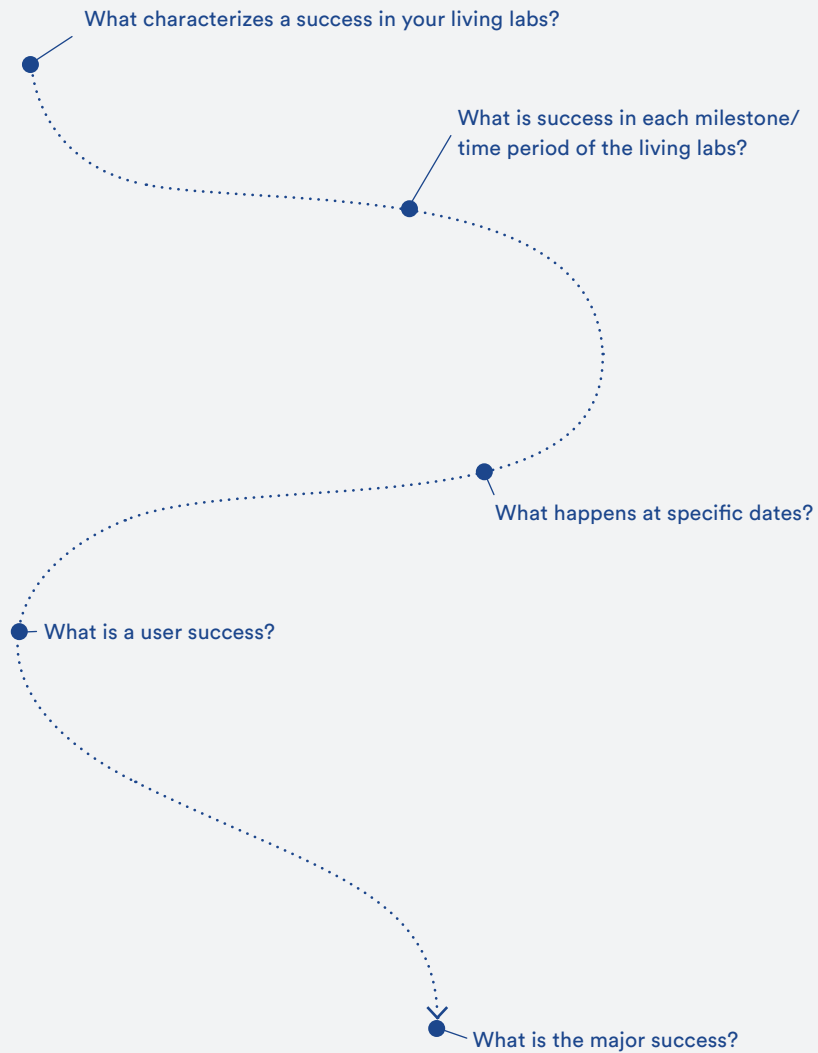 What characterizes a success in your living labs?
What is success in each milestone/
time period of the living labs?
What happens at specific dates?
What is a user success?
What is the major success?